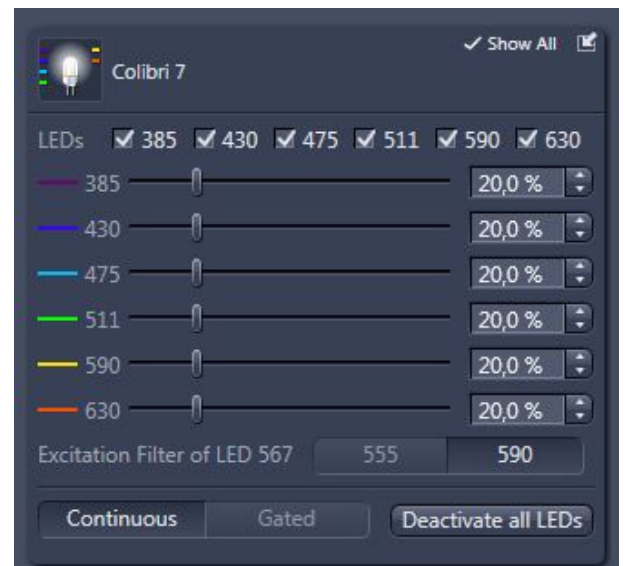 Show All
Colibri 7
LEDs 385 430 475 511 590 630
385 20,0 %
430 20,0 %
475 20,0 %
511 20,0 %
590 20,0 %
630 20,0 %
Excitation Filter of LED 567 555 590
Continuous Gated Deactivate all LEDs